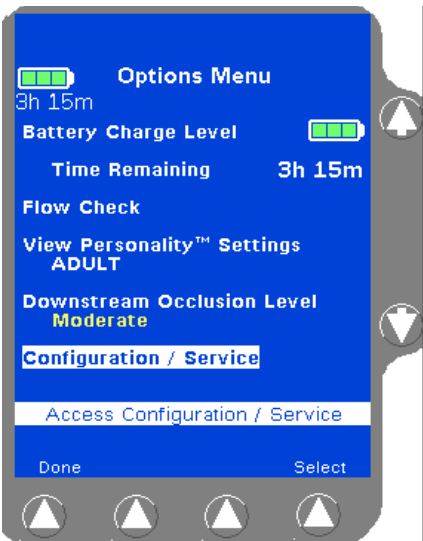 Options Menu
3h 15m
Battery Charge Level
Time Remaining 3h 15m
Flow Check
View Personality™ Settings
ADULT
Downstream Occlusion Level
Moderate
Configuration / Service
Access Configuration / Service
Done Select